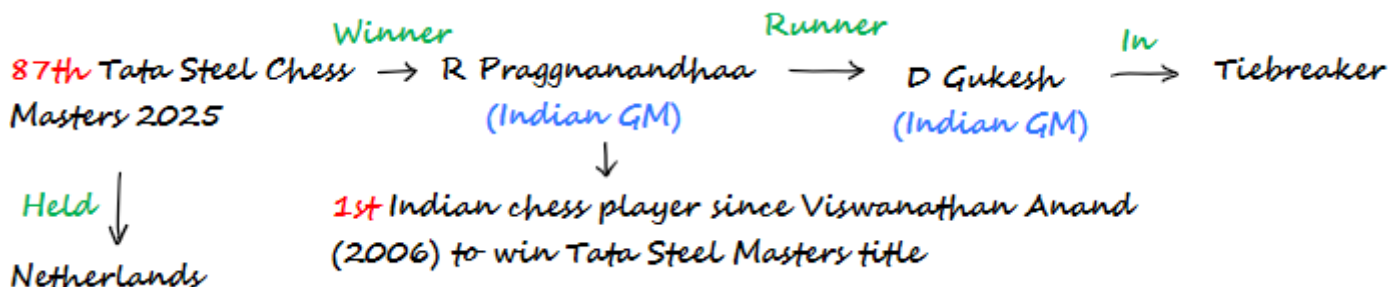 Winner
Runner
In
87th Tata Steel Chess → R Praggnanandhaa → D Gukesh → Tiebreaker
Masters 2025
(Indian GM)
(Indian GM)
Held
1st Indian chess player since Viswanathan Anand
(2006) to win Tata Steel Masters title
Netherlands